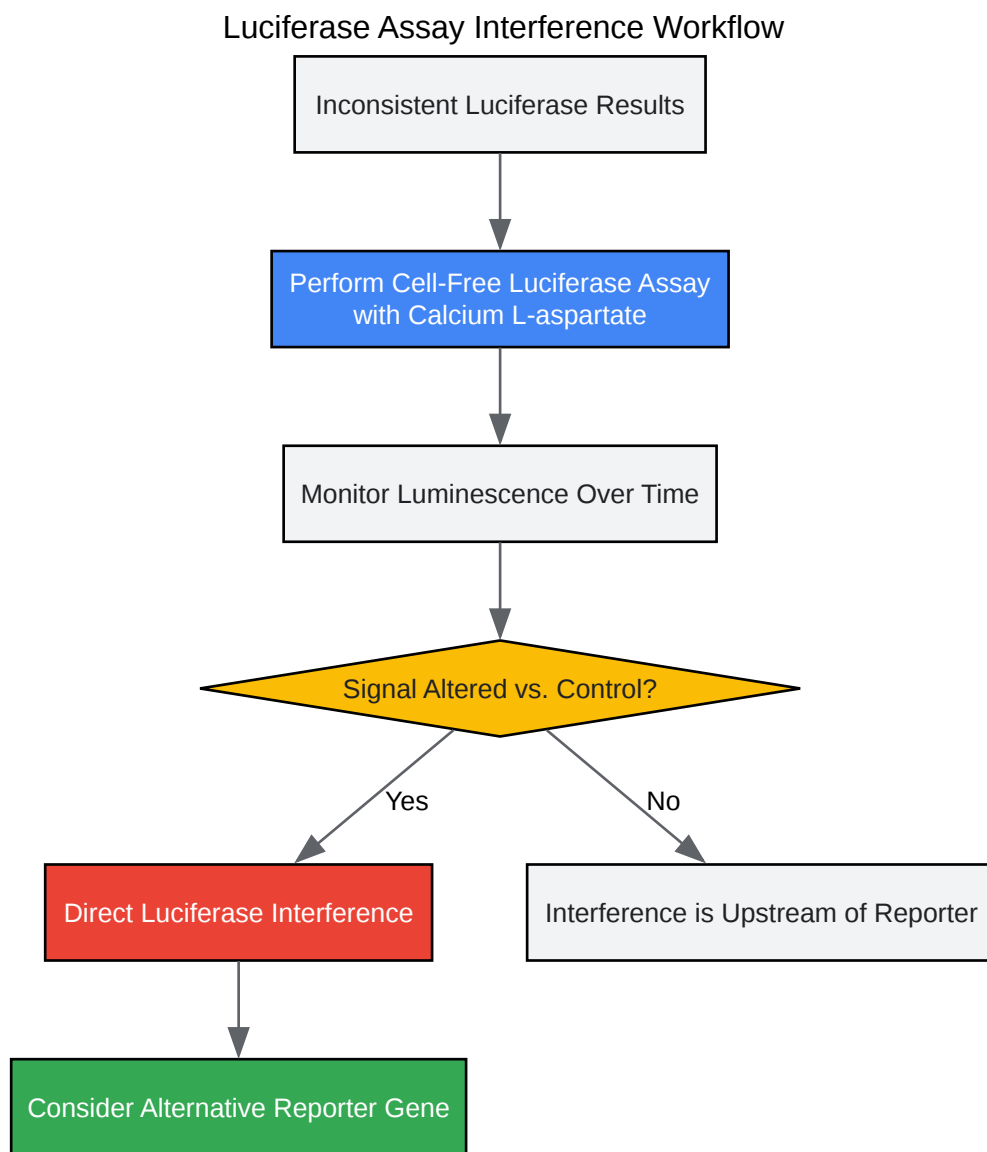 Luciferase Assay Interference Workflow
Inconsistent Luciferase Results
Perform Cell-Free Luciferase Assay
with Calcium L-aspartate
Monitor Luminescence Over Time
Signal Altered vs. Control?
Yes
No
Direct Luciferase Interference
Interference is Upstream of Reporter
Consider Alternative Reporter Gene